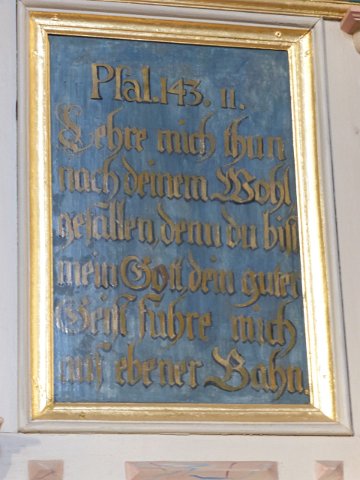 Psal. 143. 11.
Lehre mich thun
nach deinem Wohl
gefallen, denn du bist
mein Gott dein guter
Geist führe mich
auf ebener Bahn.